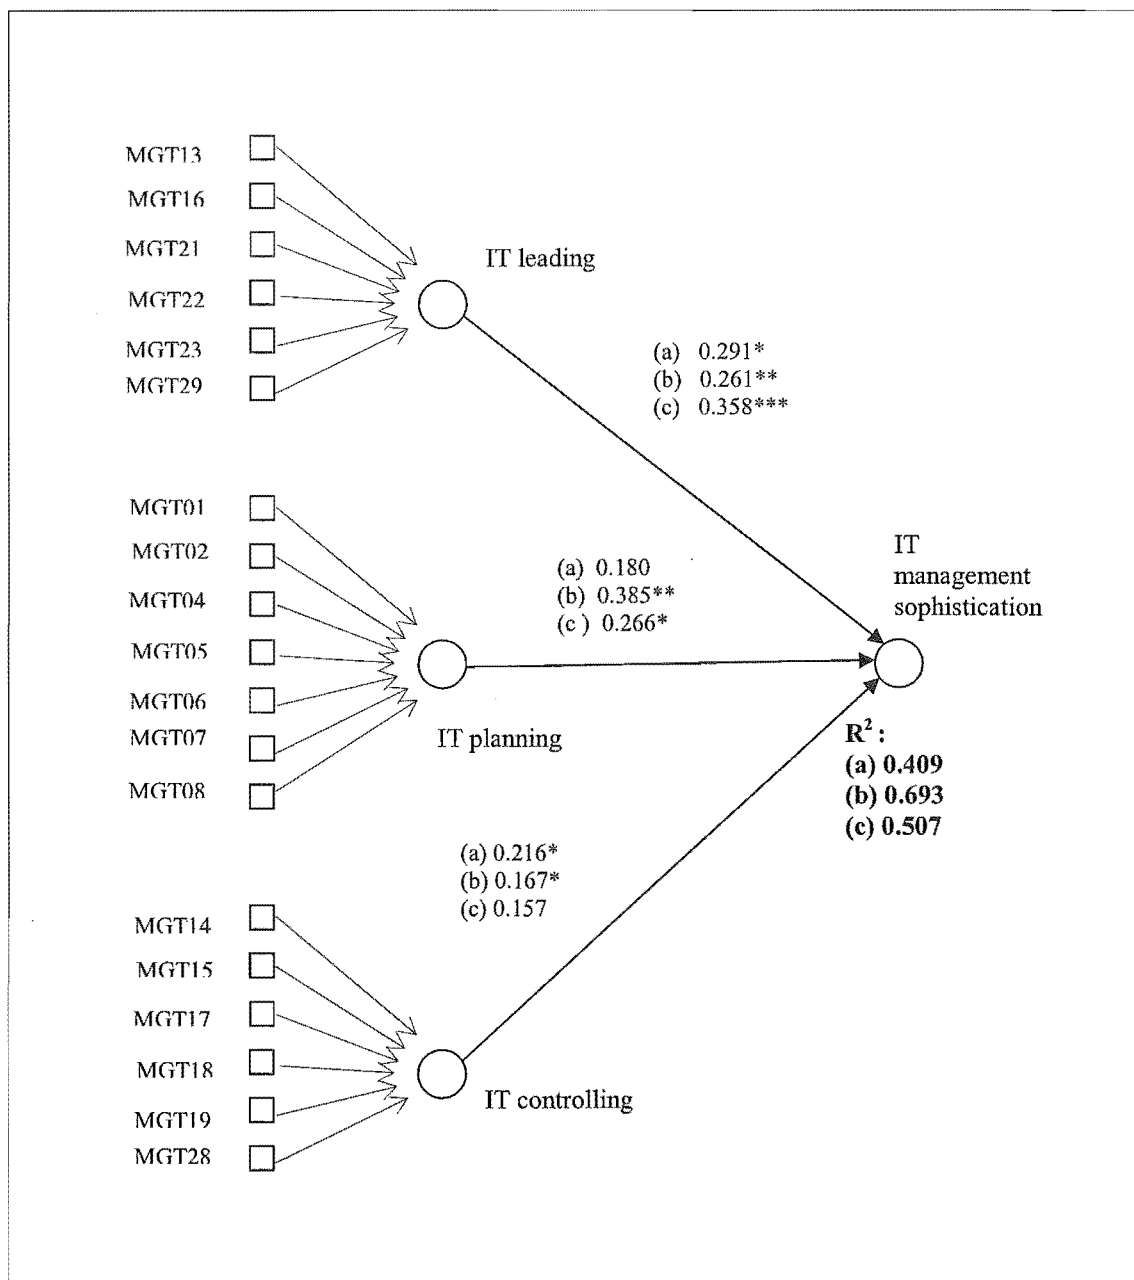 MGT13
MGT16
MGT21
MGT22
MGT23
MGT29
IT leading
(a) 0.291*
(b) 0.261**
(c) 0.358***
MGT01
MGT02
MGT04
MGT05
MGT06
MGT07
MGT08
IT planning
(a) 0.180
(b) 0.385**
(c ) 0.266*
IT
management
sophistication
R² :
(a) 0.409
(b) 0.693
(c) 0.507
(a) 0.216*
(b) 0.167*
(c) 0.157
MGT14
MGT15
MGT17
MGT18
MGT19
MGT28
IT controlling